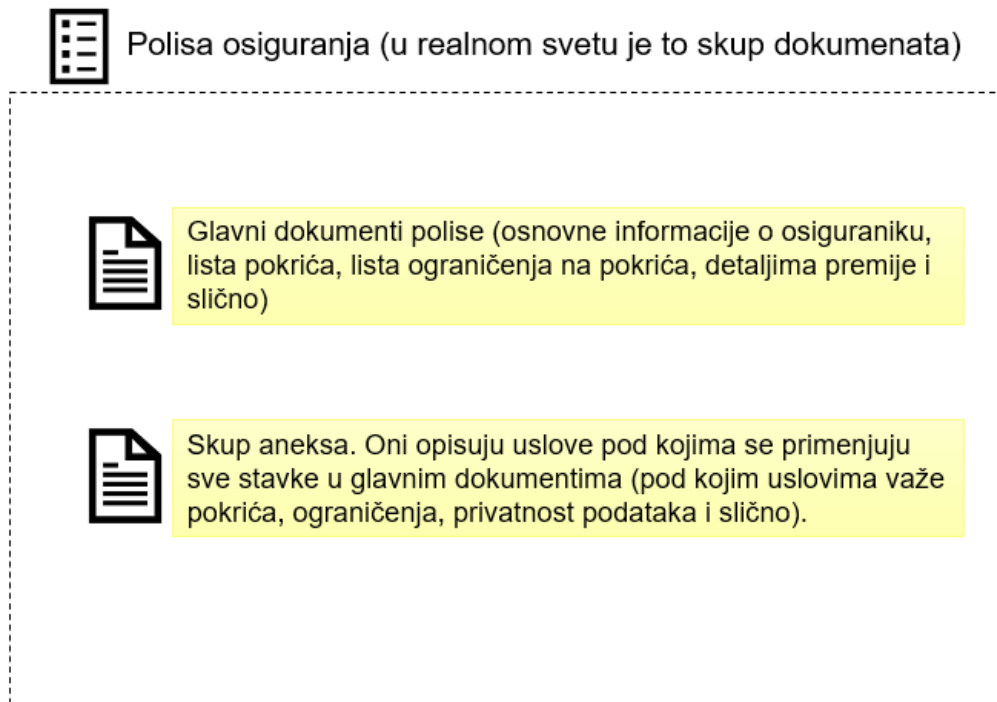 Polisa osiguranja (u realnom svetu je to skup dokumenata)
Glavni dokumenti polise (osnovne informacije o osiguraniku,
lista pokrića, lista ograničenja na pokrića, detaljima premije i
slično)
Skup aneksa. Oni opisuju uslove pod kojima se primenjuju
sve stavke u glavnim dokumentima (pod kojim uslovima važe
pokrića, ograničenja, privatnost podataka i slično).